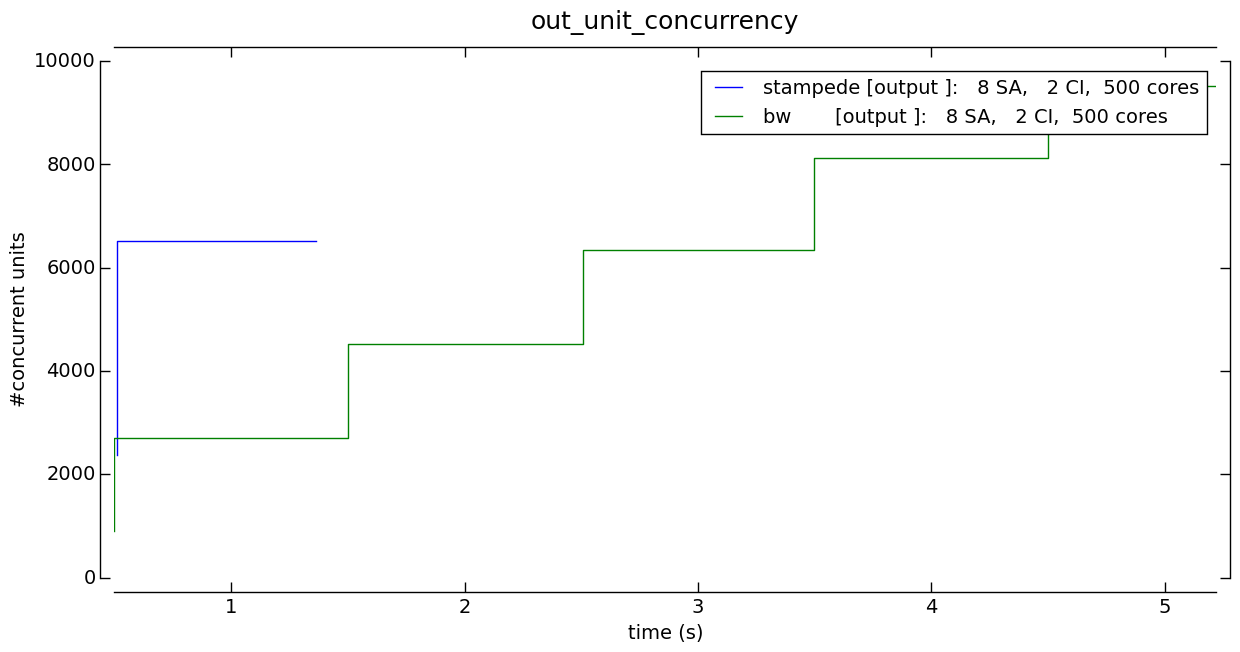 out_unit_concurrency
10000
8000
6000
4000
2000
0
#concurrent units
stampede [output ]:   8 SA,   2 CI,  500 cores
bw       [output ]:   8 SA,   2 CI,  500 cores
1 2 3 4 5
time (s)